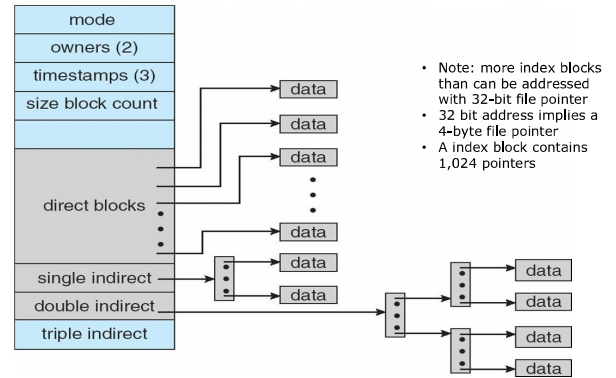 mode
owners (2)
timestamps (3)
size block count
direct blocks
single indirect
double indirect
triple indirect
data
data
data
data
data
data
data
data
data
data
• Note: more index blocks
than can be addressed
with 32-bit file pointer
• 32 bit address implies a
4-byte file pointer
• A index block contains
1,024 pointers